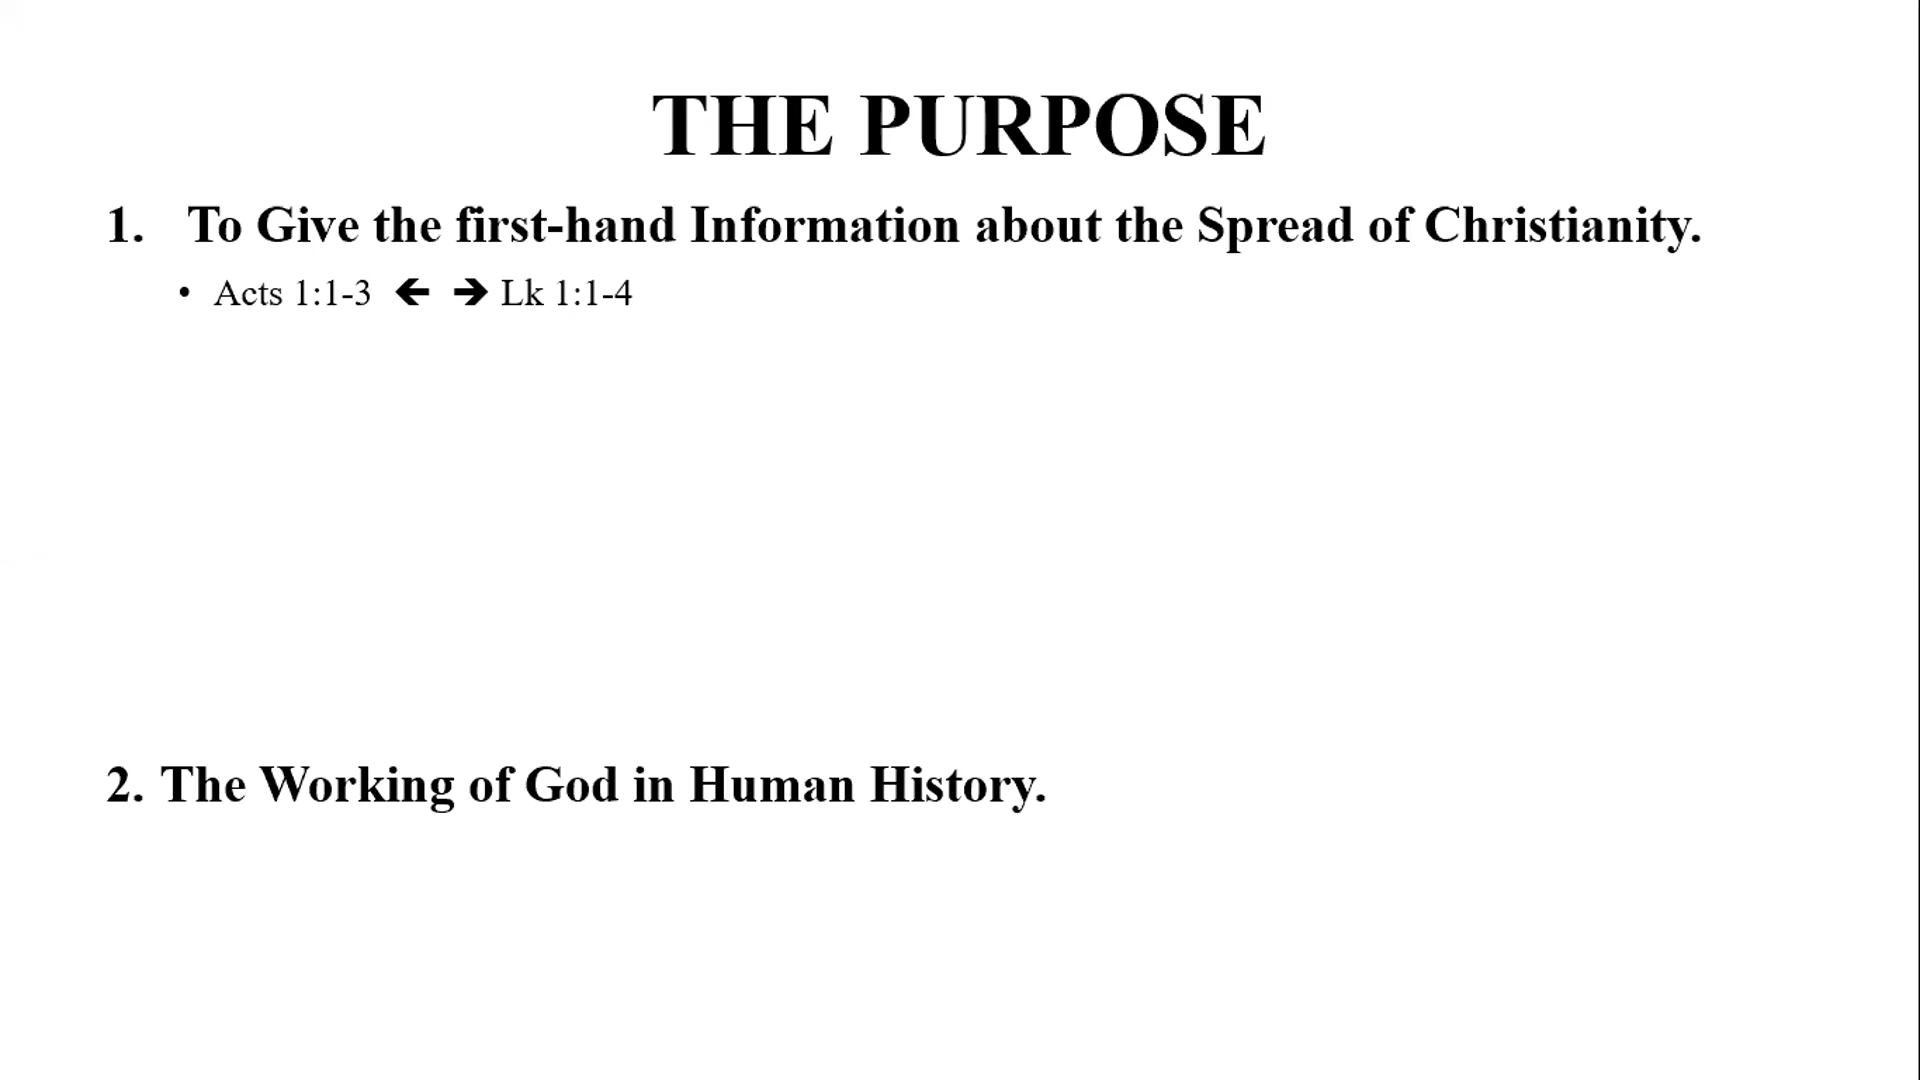 THE PURPOSE
1. To Give the first-hand Information about the Spread of Christianity.
• Acts 1:1-3 🡸 🡺 Lk 1:1-4
2. The Working of God in Human History.